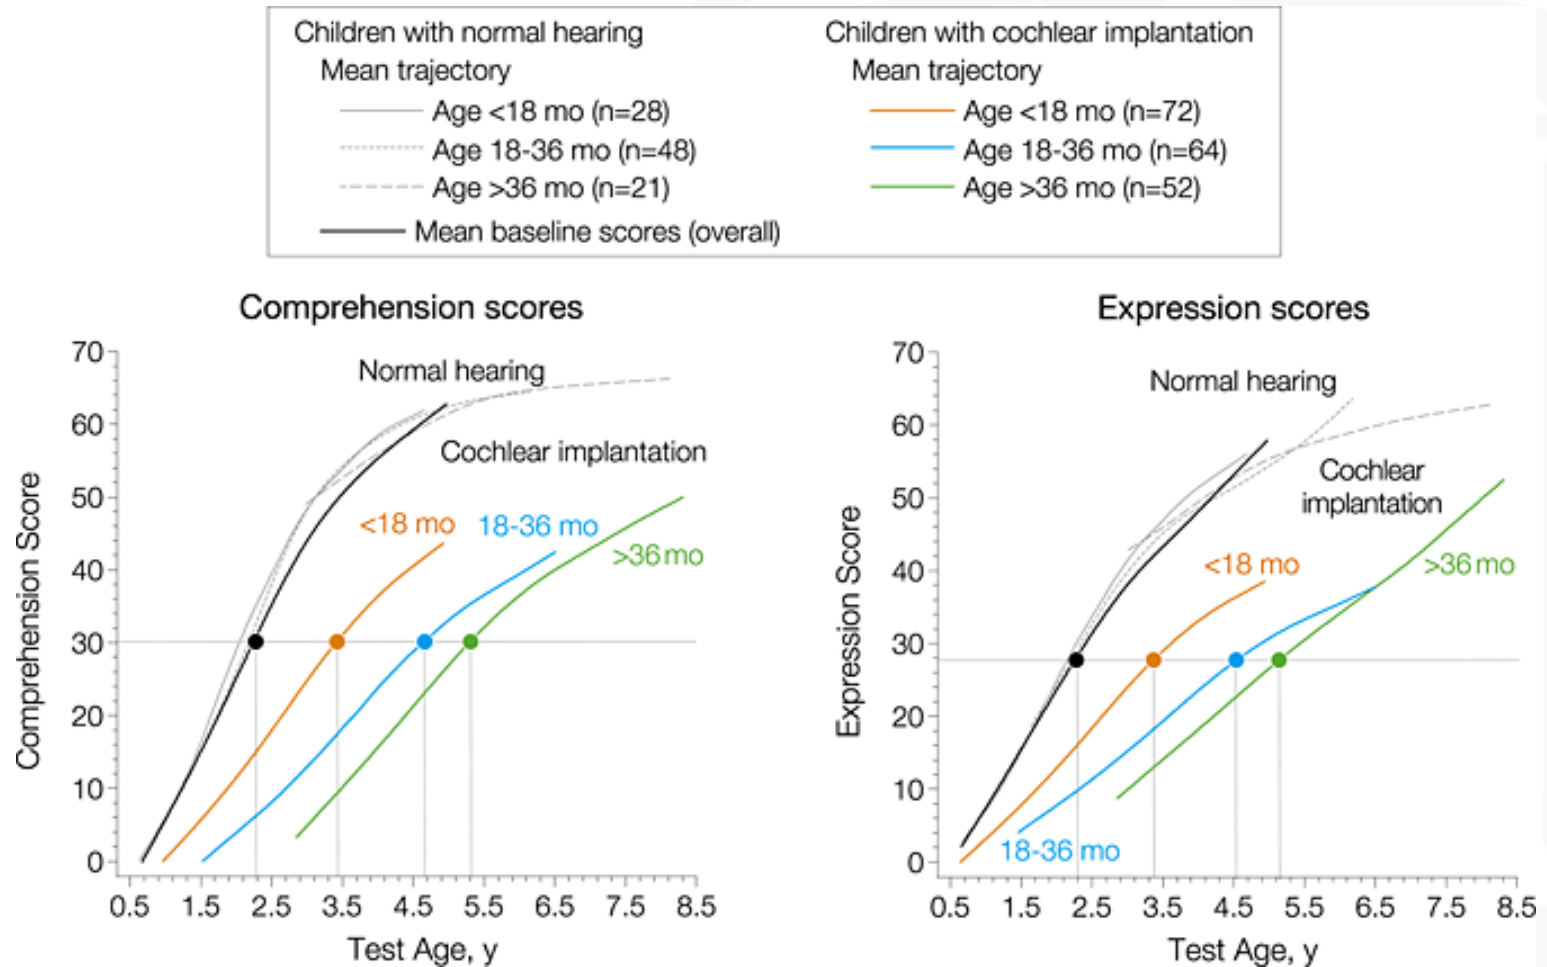 Children with normal hearing
Mean trajectory
Age <18 mo (n=28)
Age 18-36 mo (n=48)
Age >36 mo (n=21)
Mean baseline scores (overall)
Children with cochlear implantation
Mean trajectory
Age <18 mo (n=72)
Age 18-36 mo (n=64)
Age >36 mo (n=52)
Comprehension scores
70
60
50
40
30
20
10
0
Comprehension Score
Normal hearing
Cochlear implantation
<18 mo
18-36 mo
>36 mo
0.5 1.5 2.5 3.5 4.5 5.5 6.5 7.5 8.5
Test Age, y
Expression scores
70
60
50
40
30
20
10
0
Expression Score
Normal hearing
Cochlear
implantation
<18 mo
>36 mo
18-36 mo
0.5 1.5 2.5 3.5 4.5 5.5 6.5 7.5 8.5
Test Age, y